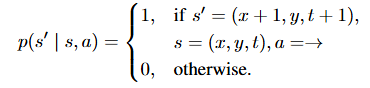 1, if s′ = (x + 1, y, t + 1),
p(s′ | s, a) = { s = (x, y, t), a =→
0, otherwise.